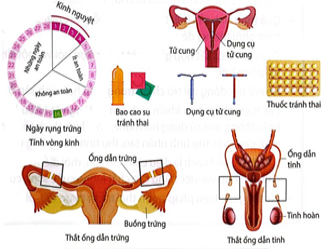 Kinh nguyệt
Những ngày
an toàn
Ít an toàn
Không an toàn
Ngày rụng trứng
Tính vòng kinh
Bao cao su
tránh thai
Tử cung
Dụng cụ
tử cung
Dụng cụ tử cung
Thuốc tránh thai
Ống dẫn trứng
Buồng trứng
Thắt ống dẫn trứng
Ống dẫn
tinh
Tinh hoàn
Thắt ống dẫn tinh